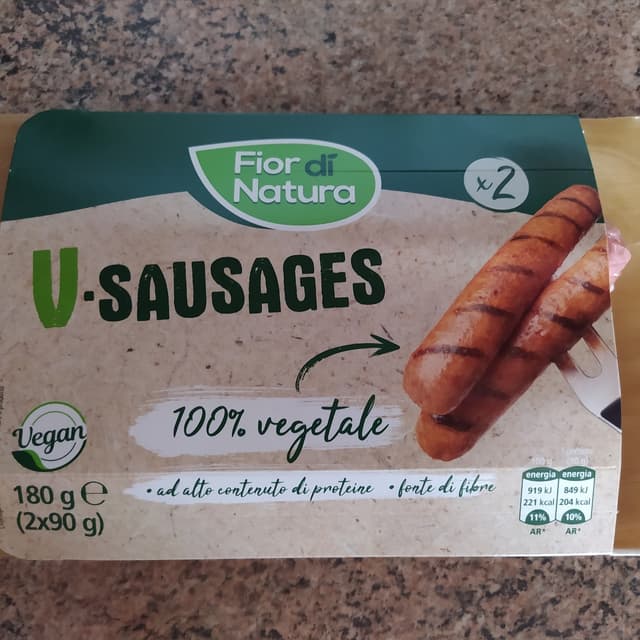 Fior di
Natura
x2
V·SAUSAGES
100% vegetale
Vegan
180 g ℮
(2x90 g)
• ad alto contenuto di proteine • fonte di fibre
energia
919 kJ
221 kcal
11%
AR*
energia
849 kJ
204 kcal
10%
AR*